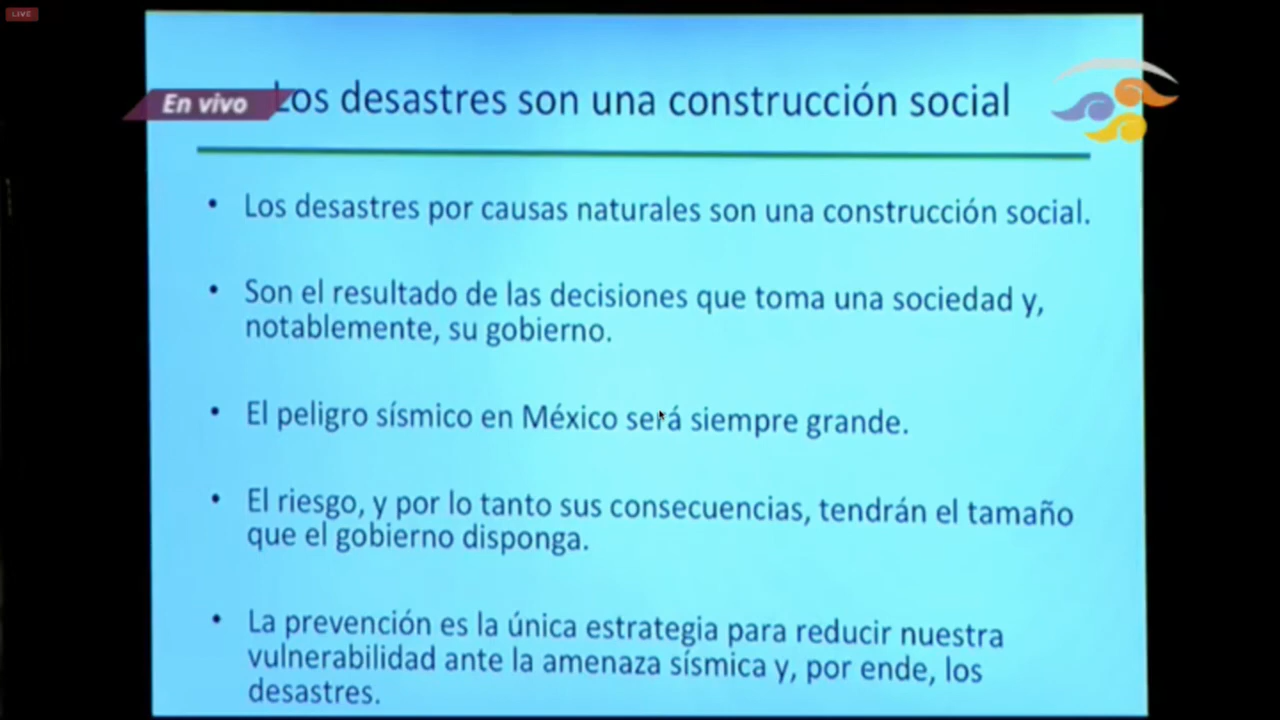 LIVE
En vivo
Los desastres son una construcción social
• Los desastres por causas naturales son una construcción social.
• Son el resultado de las decisiones que toma una sociedad y,
notablemente, su gobierno.
• El peligro sísmico en México será siempre grande.
• El riesgo, y por lo tanto sus consecuencias, tendrán el tamaño
que el gobierno disponga.
• La prevención es la única estrategia para reducir nuestra
vulnerabilidad ante la amenaza sísmica y, por ende, los
desastres.